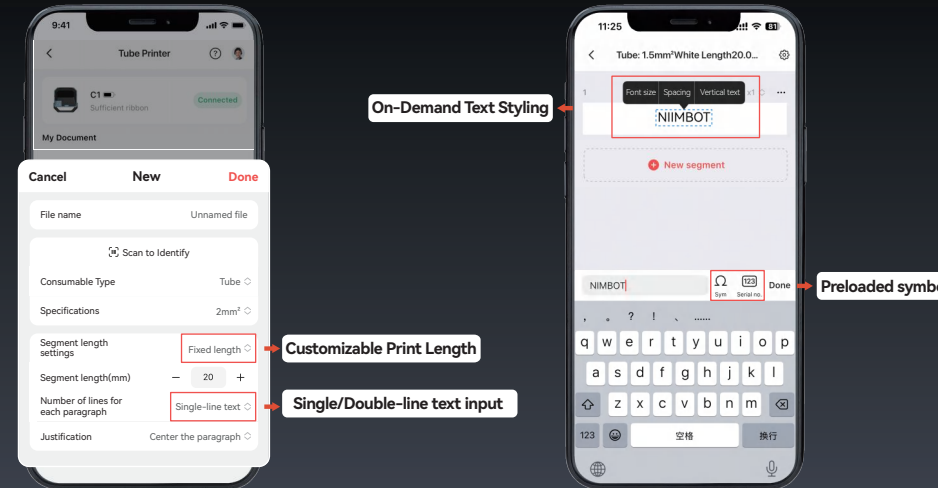 9:41
Tube Printer
?
C1
Sufficient ribbon
Connected
My Document
Cancel New Done
File name Unnamed file
Scan to Identify
Consumable Type Tube
Specifications 2mm²
Segment length settings Fixed length
Segment length(mm) − 20 +
Number of lines for each paragraph Single-line text
Justification Center the paragraph
Customizable Print Length
Single/Double-line text input
On-Demand Text Styling
11:25
81
Tube: 1.5mm²White Length20.0...
1 Font size Spacing Vertical text x1 ...
NIIMBOT
+ New segment
NIMBOT Ω Sym 123 Serial no. Done
Preloaded symb
, 。 ? ! 、 ......
q w e r t y u i o p
a s d f g h j k l
z x c v b n m
123 空格 换行